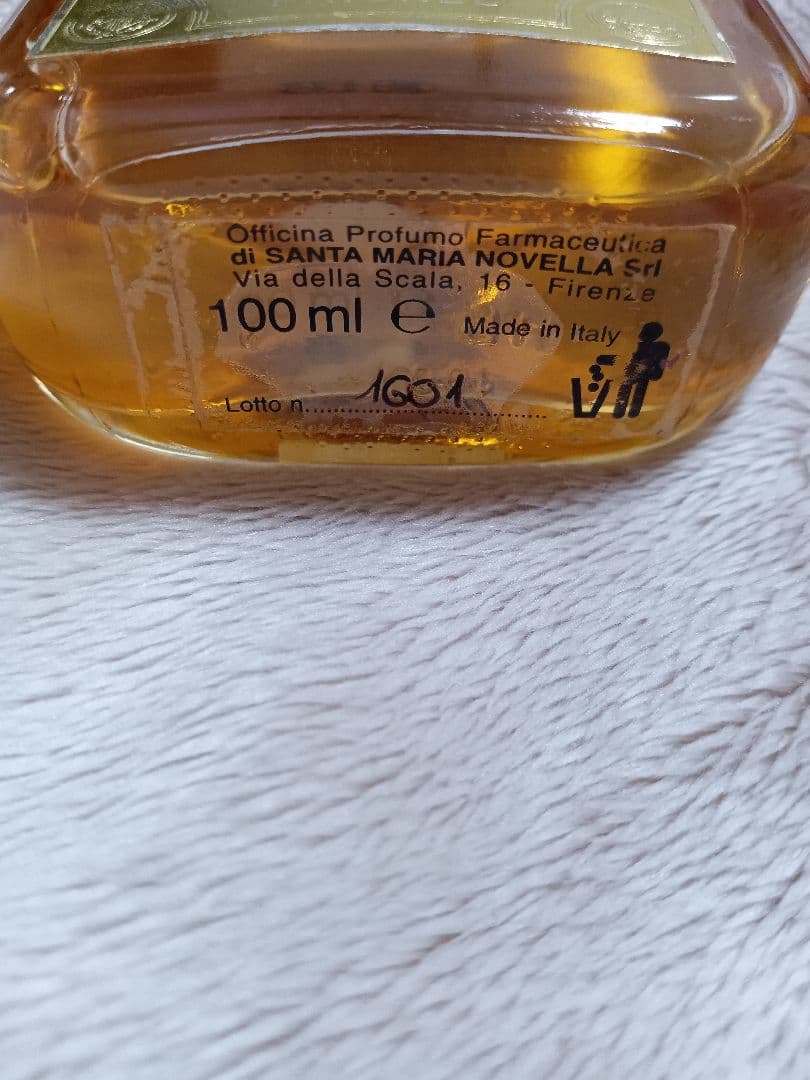 Officina Profumo Farmaceutica
di SANTA MARIA NOVELLA Srl
Via della Scala, 16 - Firenze
100 ml e Made in Italy
Lotto n. 1601